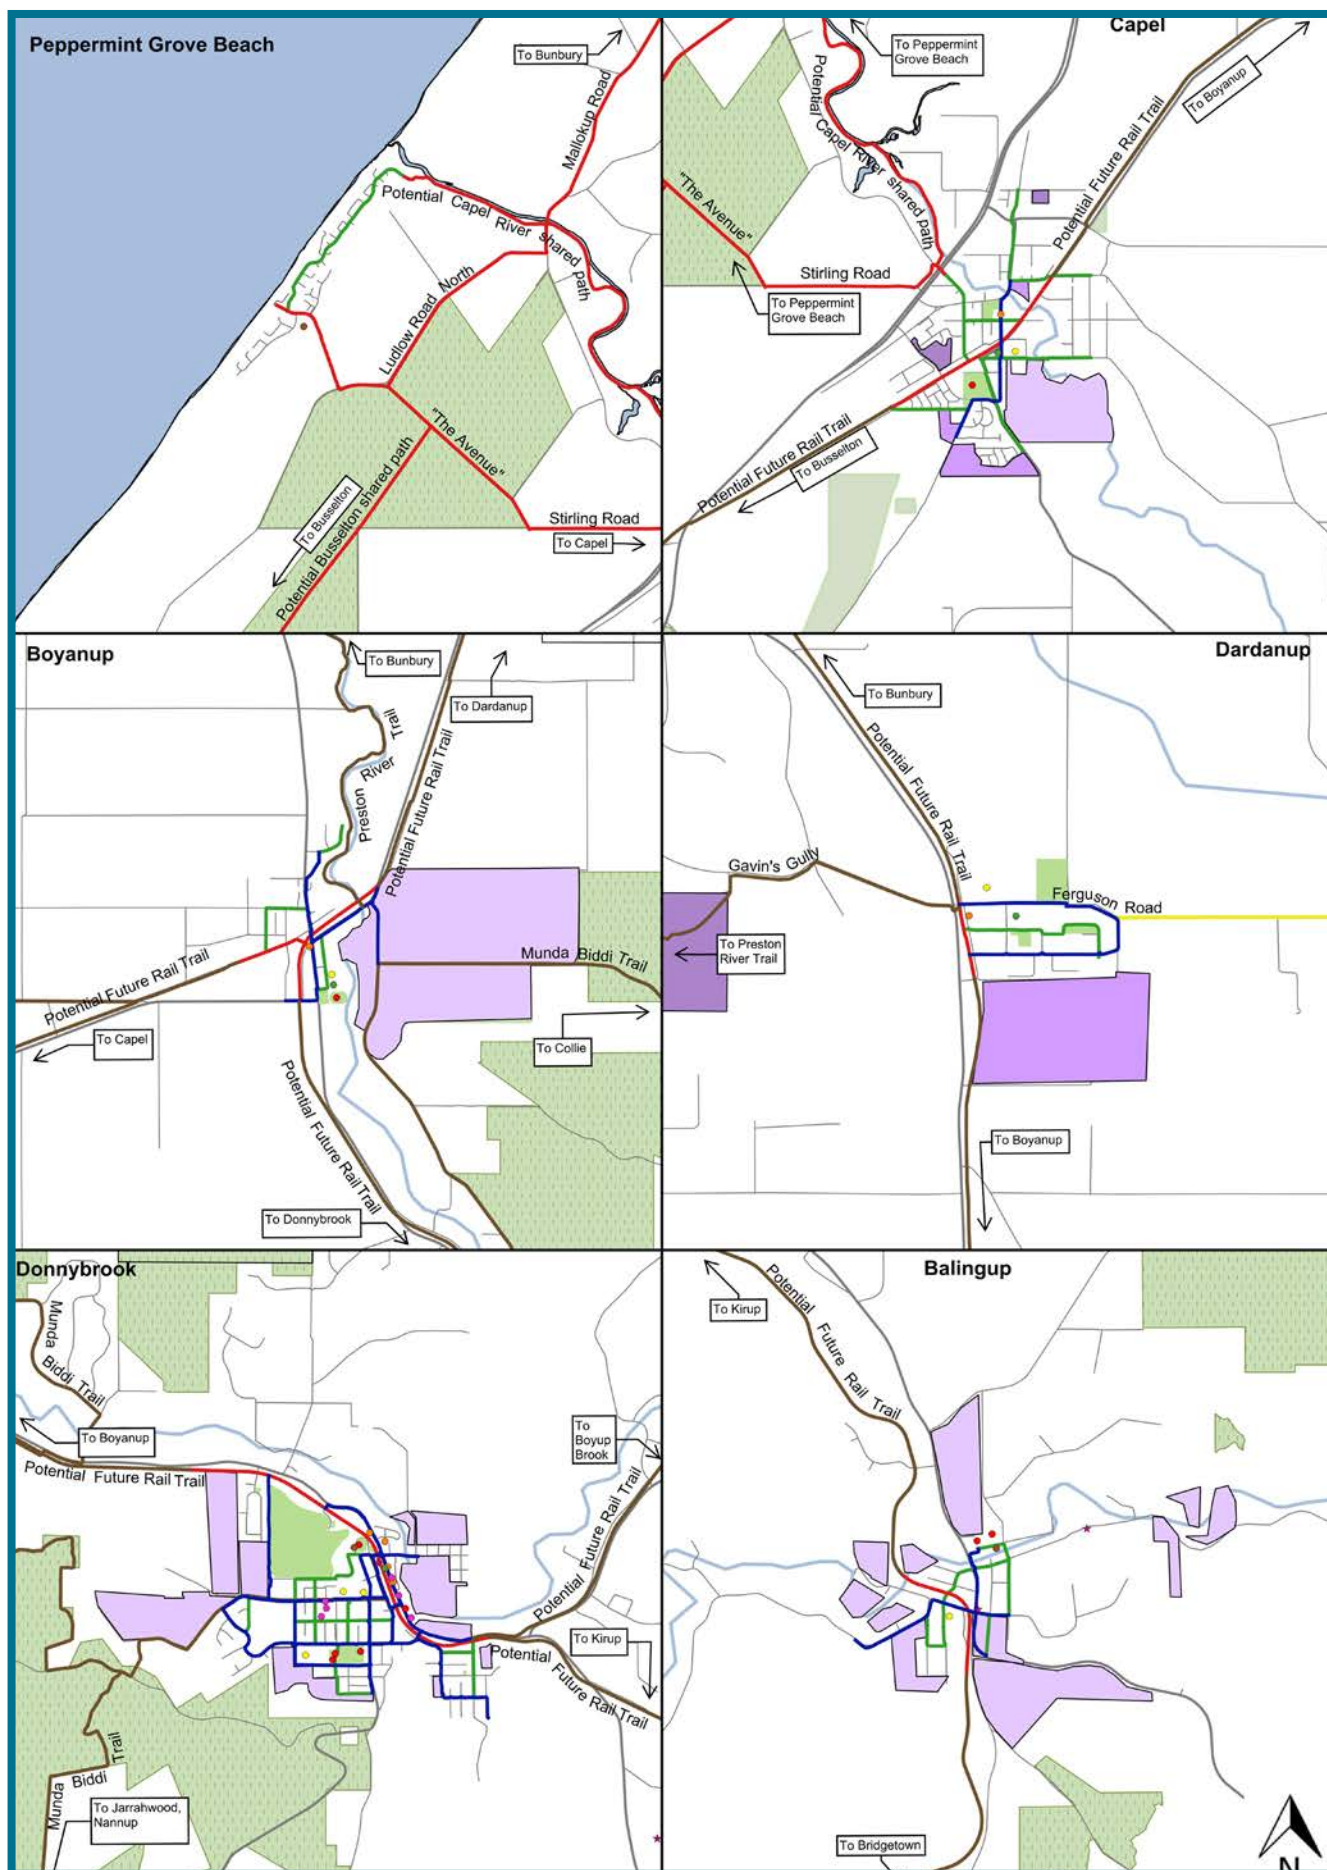 Peppermint Grove Beach
To Bunbury
Mallokup Road
Potential Capel River shared path
Ludlow Road North
"The Avenue"
To Busselton
Potential Busselton shared path
Stirling Road
To Capel
Capel
To Peppermint
Grove Beach
To Boyanup
Potential Capel River shared path
Potential Future Rail Trail
"The Avenue"
Stirling Road
To Peppermint
Grove Beach
Potential Future Rail Trail
To Busselton
Boyanup
To Bunbury
To Dardanup
Preston River Trail
Potential Future Rail Trail
Munda Biddi Trail
Potential Future Rail Trail
To Capel
To Collie
Potential Future Rail Trail
To Donnybrook
Dardanup
To Bunbury
Potential Future Rail Trail
Gavin's Gully
Ferguson Road
To Preston
River Trail
To Boyanup
Donnybrook
Munda Biddi Trail
To Boyanup
To
Boyup
Brook
Potential Future Rail Trail
Potential Future Rail Trail
To Kirup
Potential Future Rail Trail
Munda Biddi Trail
To Jarrahwood,
Nannup
Balingup
To Kirup
Potential Future Rail Trail
To Bridgetown
N